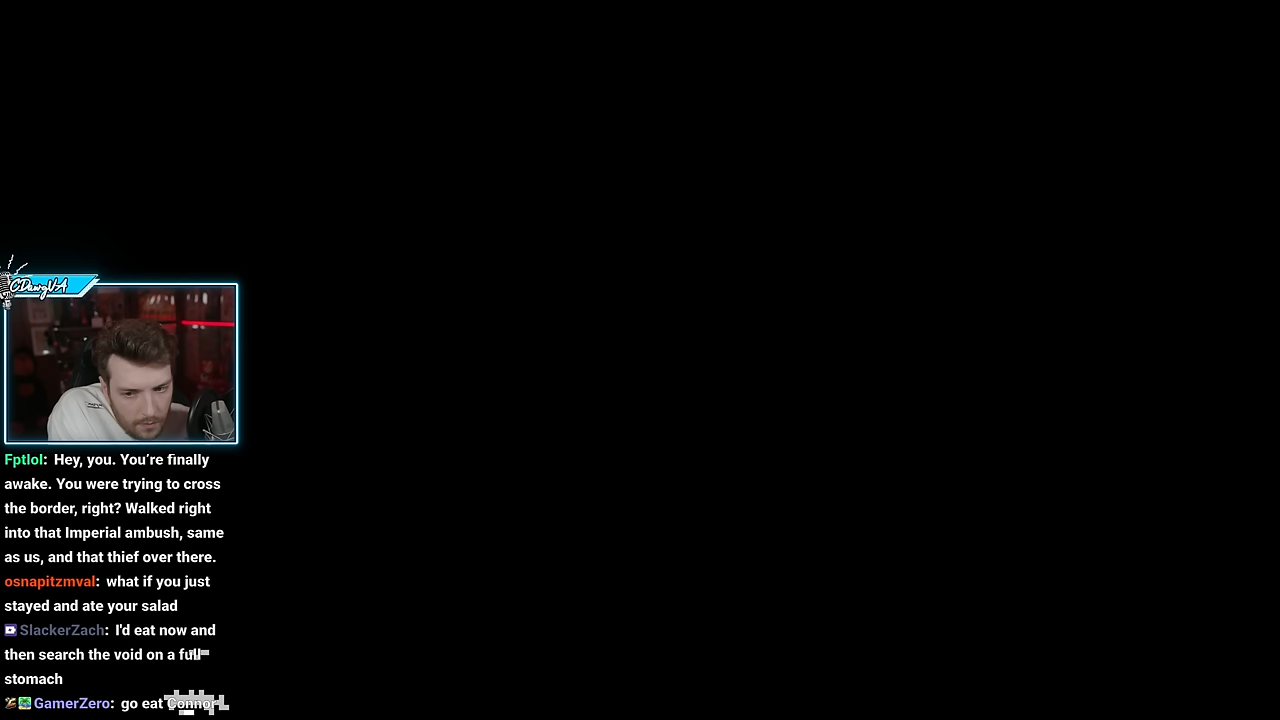 CDawgVA
Fptlol: Hey, you. You’re finally
awake. You were trying to cross
the border, right? Walked right
into that Imperial ambush, same
as us, and that thief over there.
osnapitzmval: what if you just
stayed and ate your salad
SlackerZach: I'd eat now and
then search the void on a full
stomach
GamerZero: go eat Connor